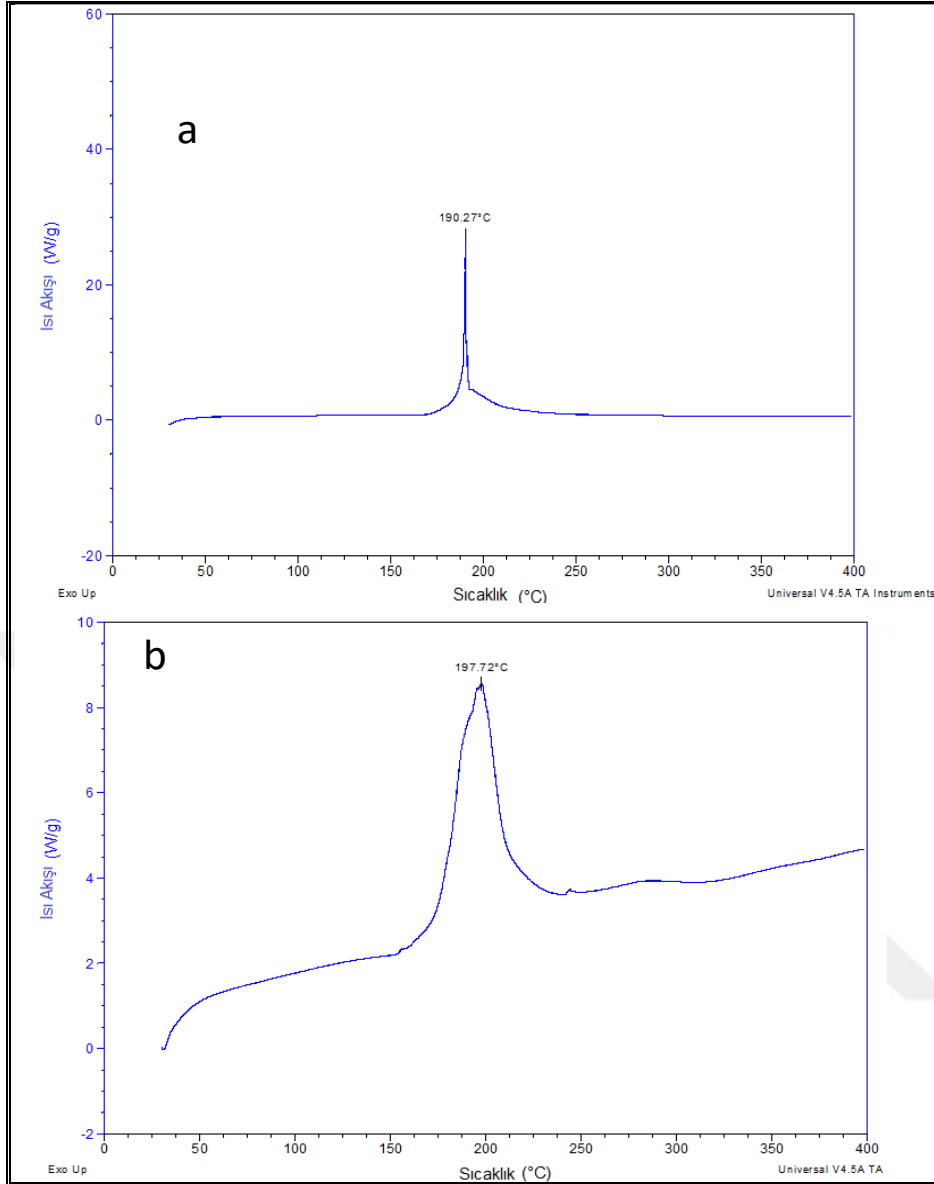 60
a
40
190.27°C
20
0
-20
Isı Akışı (W/g)
0 50 100 150 200 250 300 350 400
Exo Up Sıcaklık (°C) Universal V4.5A TA Instruments
10
b
197.72°C
8
6
4
2
0
-2
Isı Akışı (W/g)
0 50 100 150 200 250 300 350 400
Exo Up Sıcaklık (°C) Universal V4.5A TA